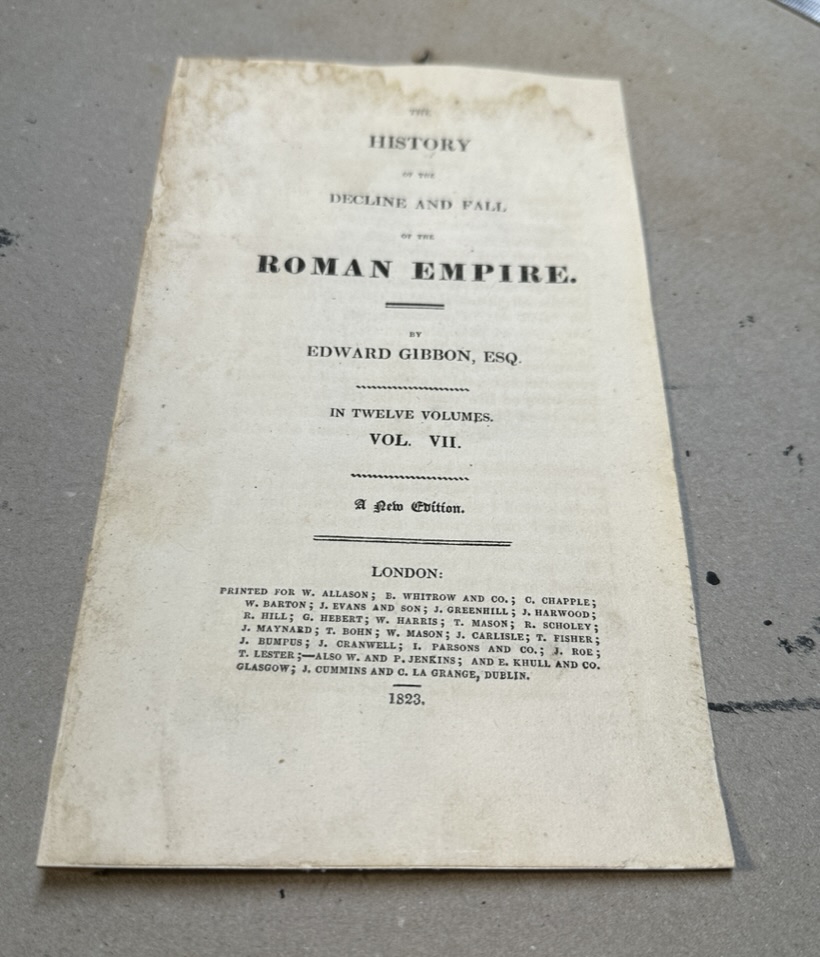 THE
HISTORY
OF THE
DECLINE AND FALL
OF THE
ROMAN EMPIRE.
BY
EDWARD GIBBON, ESQ.
IN TWELVE VOLUMES.
VOL. VII.
A New Edition.
LONDON:
PRINTED FOR W. ALLASON; B. WHITROW AND CO.; C. CHAPPLE;
W. BARTON; J. EVANS AND SON; J. GREENHILL; J. HARWOOD;
R. HILL; G. HEBERT; W. HARRIS; T. MASON; R. SCHOLEY;
J. MAYNARD; T. BOHN; W. MASON; J. CARLISLE; T. FISHER;
J. BUMPUS; J. CRANWELL; I. PARSONS AND CO.; J. ROE;
T. LESTER;—ALSO W. AND P. JENKINS; AND E. KHULL AND CO.
GLASGOW; J. CUMMINS AND C. LA GRANGE, DUBLIN.
1823.